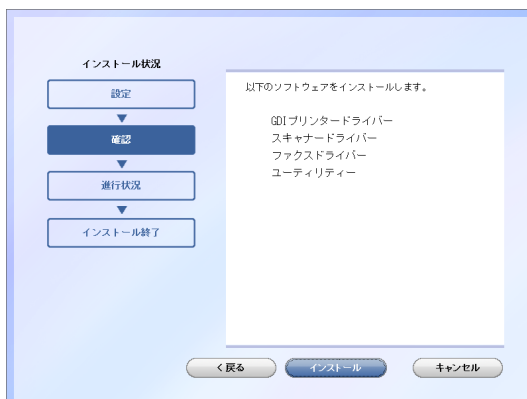 インストール状況
設定
確認
進行状況
インストール終了
以下のソフトウェアをインストールします。
GDIプリンタードライバー
スキャナードライバー
ファクスドライバー
ユーティリティー
< 戻る
インストール
キャンセル